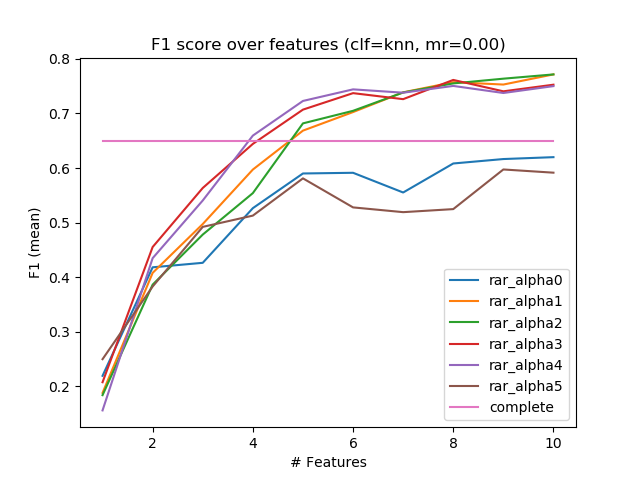 F1 score over features (clf=knn, mr=0.00)
F1 (mean)
0.8
0.7
0.6
0.5
0.4
0.3
0.2
2
4
6
8
10
# Features
rar_alpha0
rar_alpha1
rar_alpha2
rar_alpha3
rar_alpha4
rar_alpha5
complete